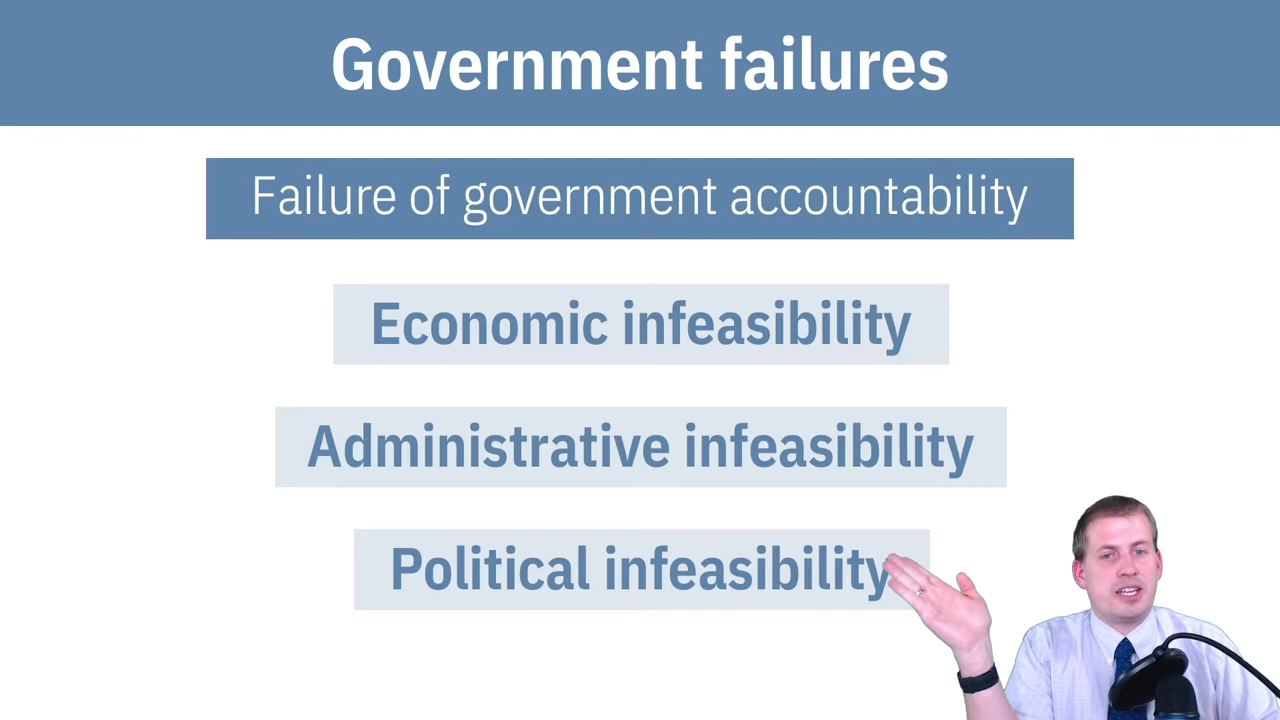 Government failures
Failure of government accountability
Economic infeasibility
Administrative infeasibility
Political infeasibility